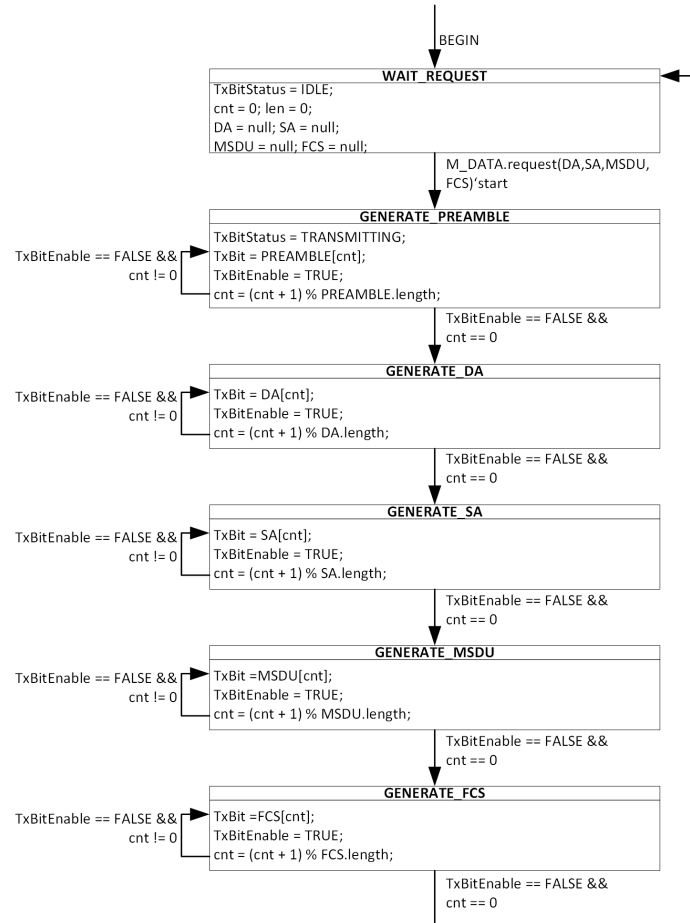 BEGIN
WAIT_REQUEST
TxBitStatus = IDLE;
cnt = 0; len = 0;
DA = null; SA = null;
MSDU = null; FCS = null;
M_DATA.request(DA,SA,MSDU,
FCS)‘start
GENERATE_PREAMBLE
TxBitStatus = TRANSMITTING;
TxBit = PREAMBLE[cnt];
TxBitEnable = TRUE;
cnt = (cnt + 1) % PREAMBLE.length;
TxBitEnable == FALSE &&
cnt != 0
TxBitEnable == FALSE &&
cnt == 0
GENERATE_DA
TxBit = DA[cnt];
TxBitEnable = TRUE;
cnt = (cnt + 1) % DA.length;
TxBitEnable == FALSE &&
cnt != 0
TxBitEnable == FALSE &&
cnt == 0
GENERATE_SA
TxBit = SA[cnt];
TxBitEnable = TRUE;
cnt = (cnt + 1) % SA.length;
TxBitEnable == FALSE &&
cnt != 0
TxBitEnable == FALSE &&
cnt == 0
GENERATE_MSDU
TxBit =MSDU[cnt];
TxBitEnable = TRUE;
cnt = (cnt + 1) % MSDU.length;
TxBitEnable == FALSE &&
cnt != 0
TxBitEnable == FALSE &&
cnt == 0
GENERATE_FCS
TxBit =FCS[cnt];
TxBitEnable = TRUE;
cnt = (cnt + 1) % FCS.length;
TxBitEnable == FALSE &&
cnt != 0
TxBitEnable == FALSE &&
cnt == 0